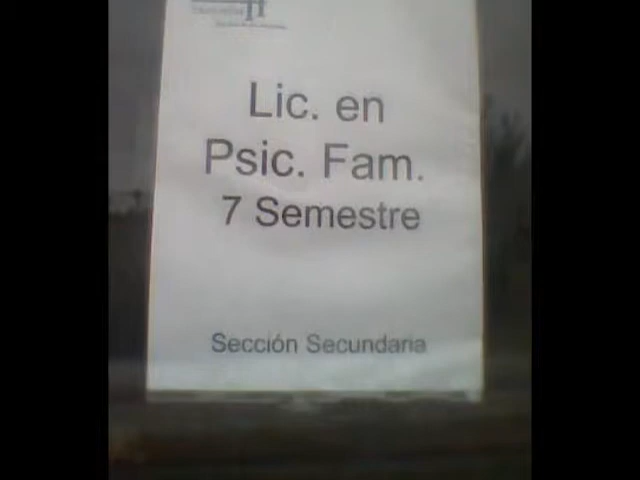 Lic. en
Psic. Fam.
7 Semestre
Sección Secundaria